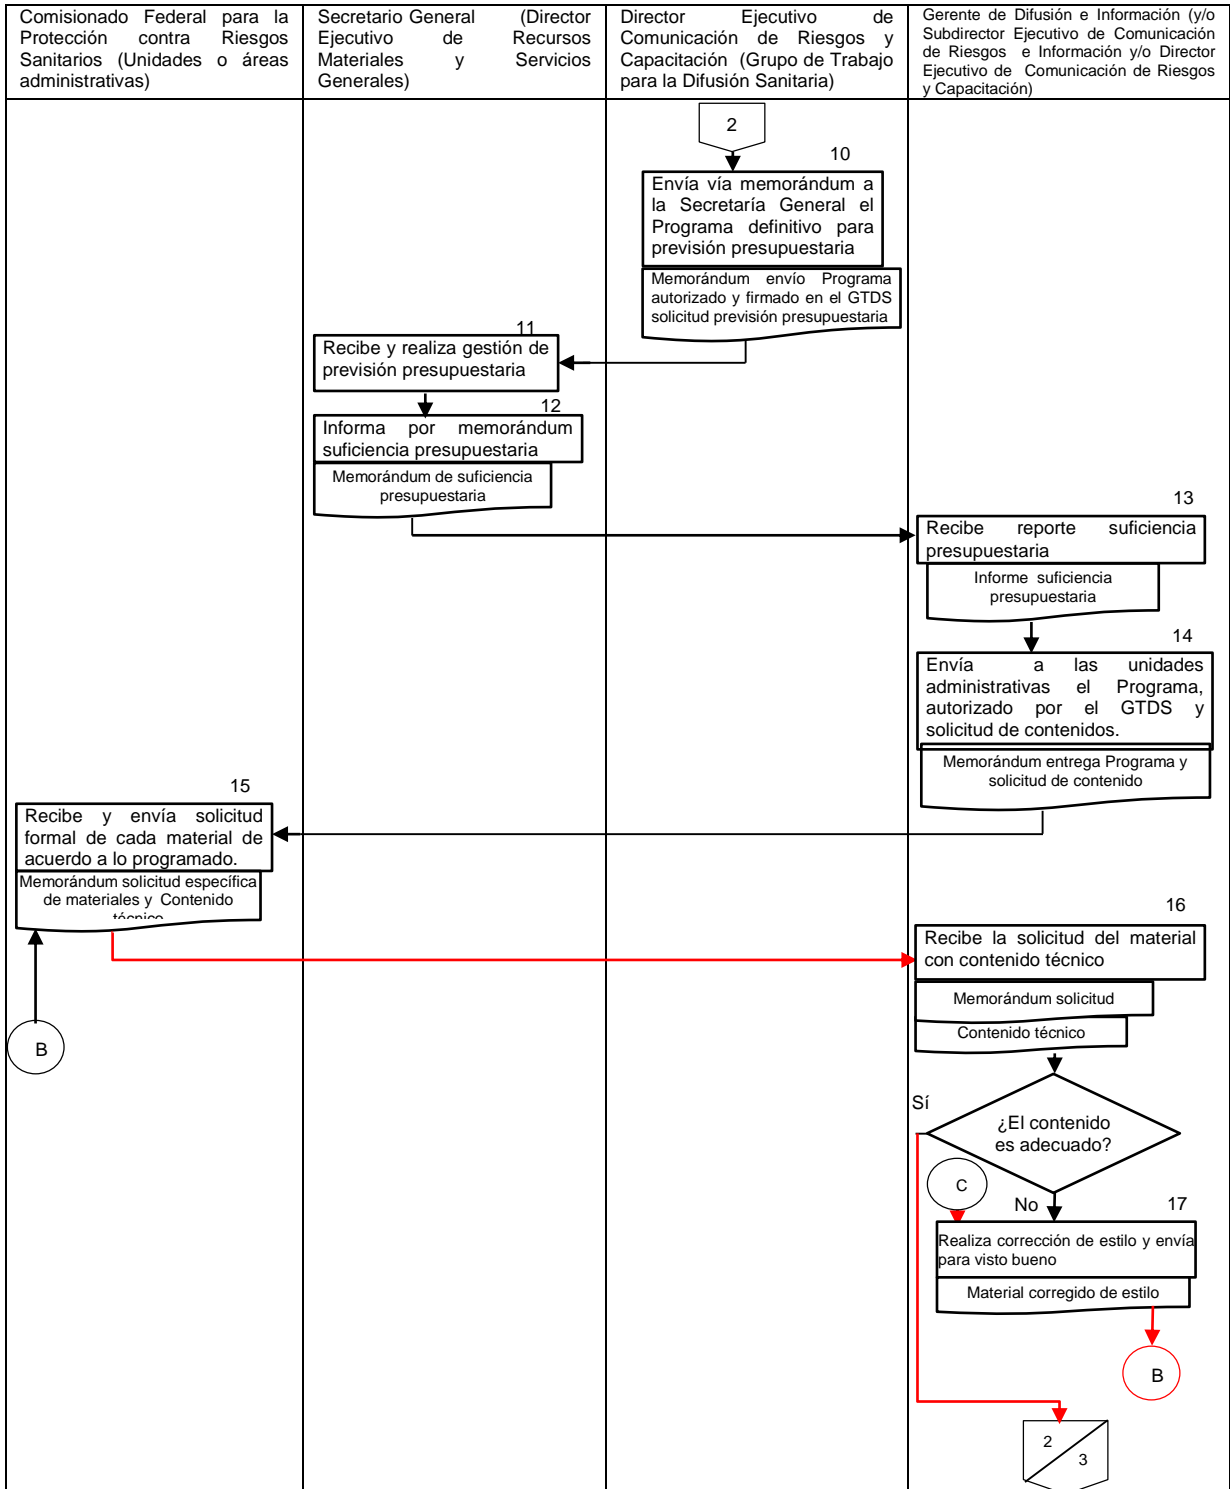 Comisionado Federal para la
Protección contra Riesgos
Sanitarios (Unidades o áreas
administrativas)
Secretario General (Director
Ejecutivo de Recursos
Materiales y Servicios
Generales)
Director Ejecutivo de
Comunicación de Riesgos y
Capacitación (Grupo de Trabajo
para la Difusión Sanitaria)
Gerente de Difusión e Información (y/o
Subdirector Ejecutivo de Comunicación
de Riesgos e Información y/o Director
Ejecutivo de Comunicación de Riesgos
y Capacitación)
2
10
Envía vía memorándum a
la Secretaría General el
Programa definitivo para
previsión presupuestaria
Memorándum envío Programa
autorizado y firmado en el GTDS
solicitud previsión presupuestaria
11
Recibe y realiza gestión de
previsión presupuestaria
12
Informa por memorándum
suficiencia presupuestaria
Memorándum de suficiencia
presupuestaria
13
Recibe reporte suficiencia
presupuestaria
Informe suficiencia
presupuestaria
14
Envía a las unidades
administrativas el Programa,
autorizado por el GTDS y
solicitud de contenidos.
Memorándum entrega Programa y
solicitud de contenido
15
Recibe y envía solicitud
formal de cada material de
acuerdo a lo programado.
Memorándum solicitud específica
de materiales y Contenido
técnico
B
16
Recibe la solicitud del material
con contenido técnico
Memorándum solicitud
Contenido técnico
Sí
¿El contenido
es adecuado?
C
No
17
Realiza corrección de estilo y envía
para visto bueno
Material corregido de estilo
B
2
3